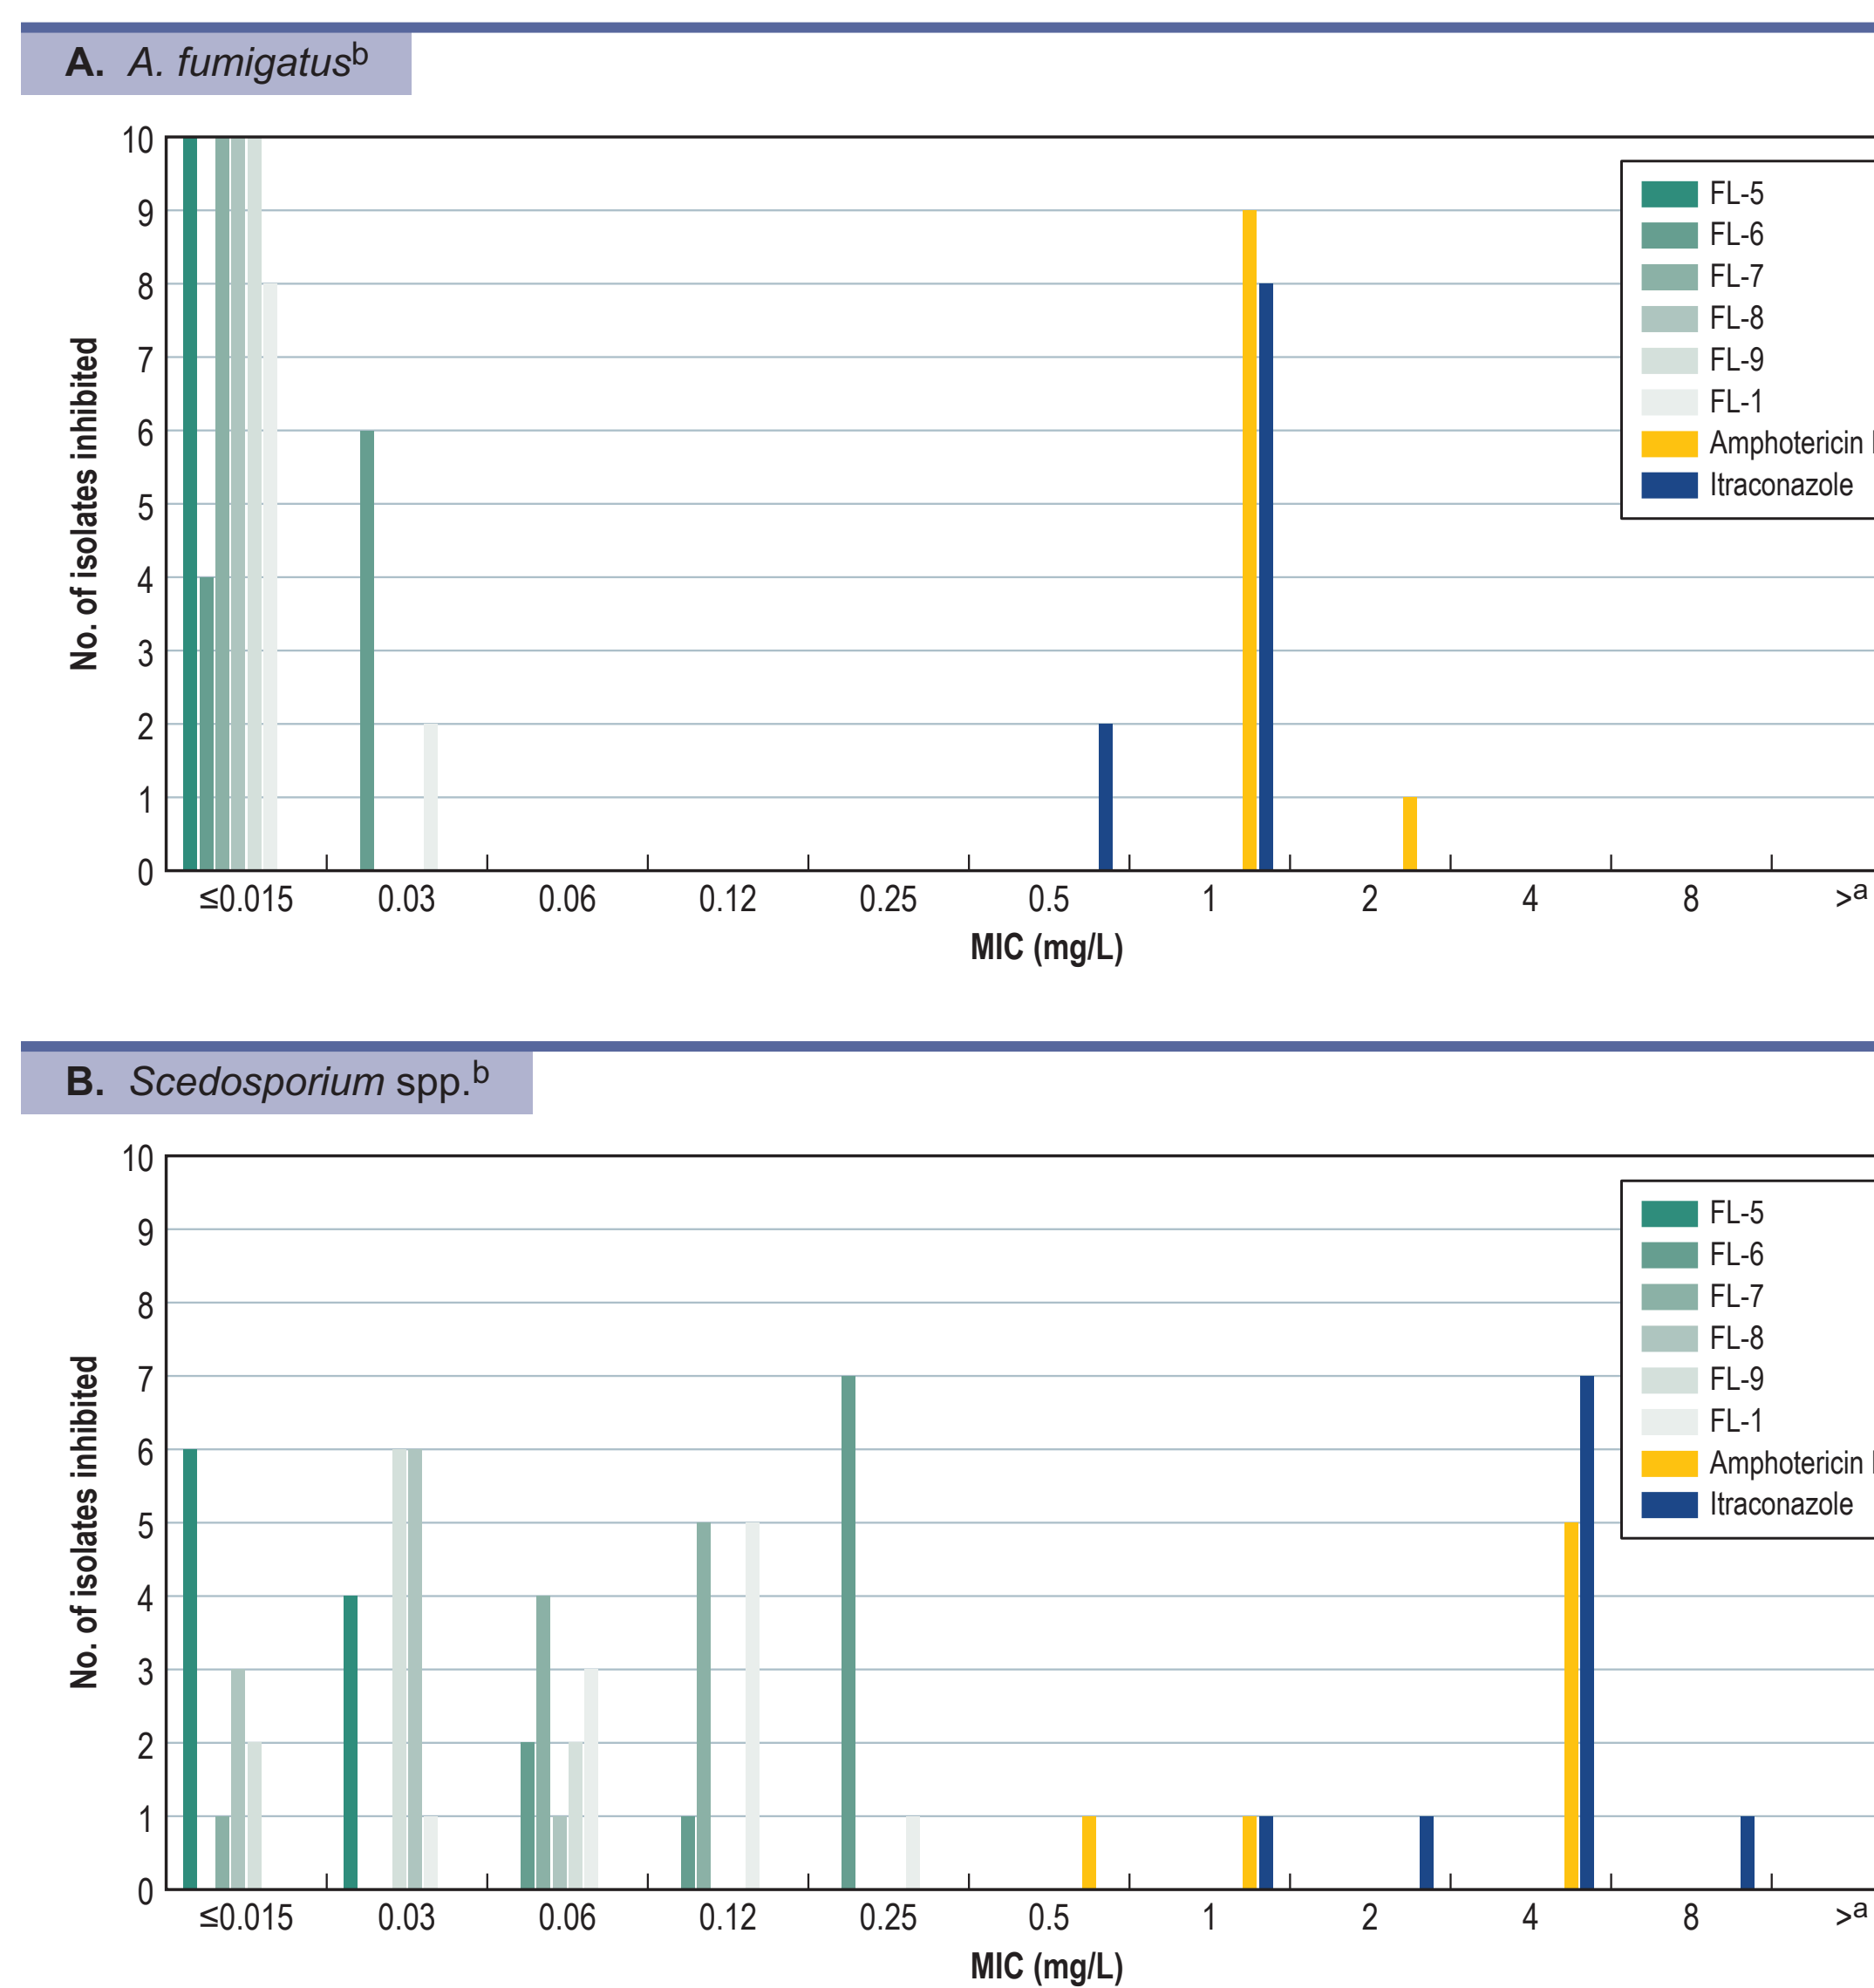 A. A. fumigatusb
10
9
8
7
6
5
4
3
2
1
0
No. of isolates inhibited
FL-5
FL-6
FL-7
FL-8
FL-9
FL-1
Amphotericin
Itraconazole
≤0.015 0.03 0.06 0.12 0.25 0.5 1 2 4 8 >a
MIC (mg/L)
B. Scedosporium spp.b
10
9
8
7
6
5
4
3
2
1
0
No. of isolates inhibited
FL-5
FL-6
FL-7
FL-8
FL-9
FL-1
Amphotericin
Itraconazole
≤0.015 0.03 0.06 0.12 0.25 0.5 1 2 4 8 >a
MIC (mg/L)